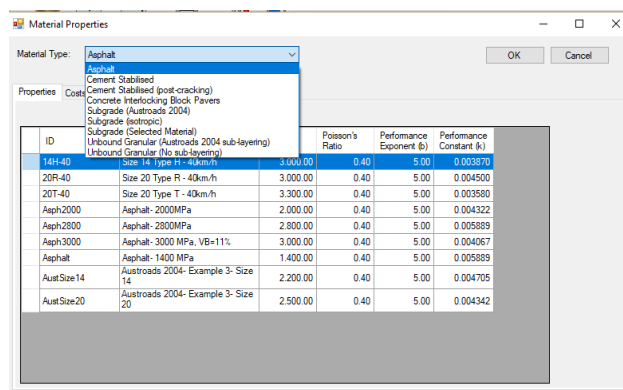 Material Properties
Material Type: Asphalt
OK
Cancel
Asphalt
Cement Stabilised
Cement Stabilised (post-cracking)
Concrete Interlocking Block Pavers
Subgrade (Austroads 2004)
Subgrade (isotropic)
Subgrade (Selected Material)
Unbound Granular (Austroads 2004 sub-layering)
Unbound Granular (No sub-layering)
Properties Costs
ID Poisson's Ratio Performance Exponent (b) Performance Constant (k)
14H-40 Size 14 Type H - 40km/h 3.000.00 0.40 5.00 0.003870
20R-40 Size 20 Type R - 40km/h 3.000.00 0.40 5.00 0.004500
20T-40 Size 20 Type T - 40km/h 3.300.00 0.40 5.00 0.003580
Asph2000 Asphalt- 2000MPa 2.000.00 0.40 5.00 0.004322
Asph2800 Asphalt- 2800MPa 2.800.00 0.40 5.00 0.005889
Asph3000 Asphalt- 3000 MPa, VB=11% 3.000.00 0.40 5.00 0.004067
Asphalt Asphalt- 1400 MPa 1.400.00 0.40 5.00 0.005889
AustSize14 Austroads 2004- Example 3- Size 14 2.200.00 0.40 5.00 0.004705
AustSize20 Austroads 2004- Example 3- Size 20 2.500.00 0.40 5.00 0.004342